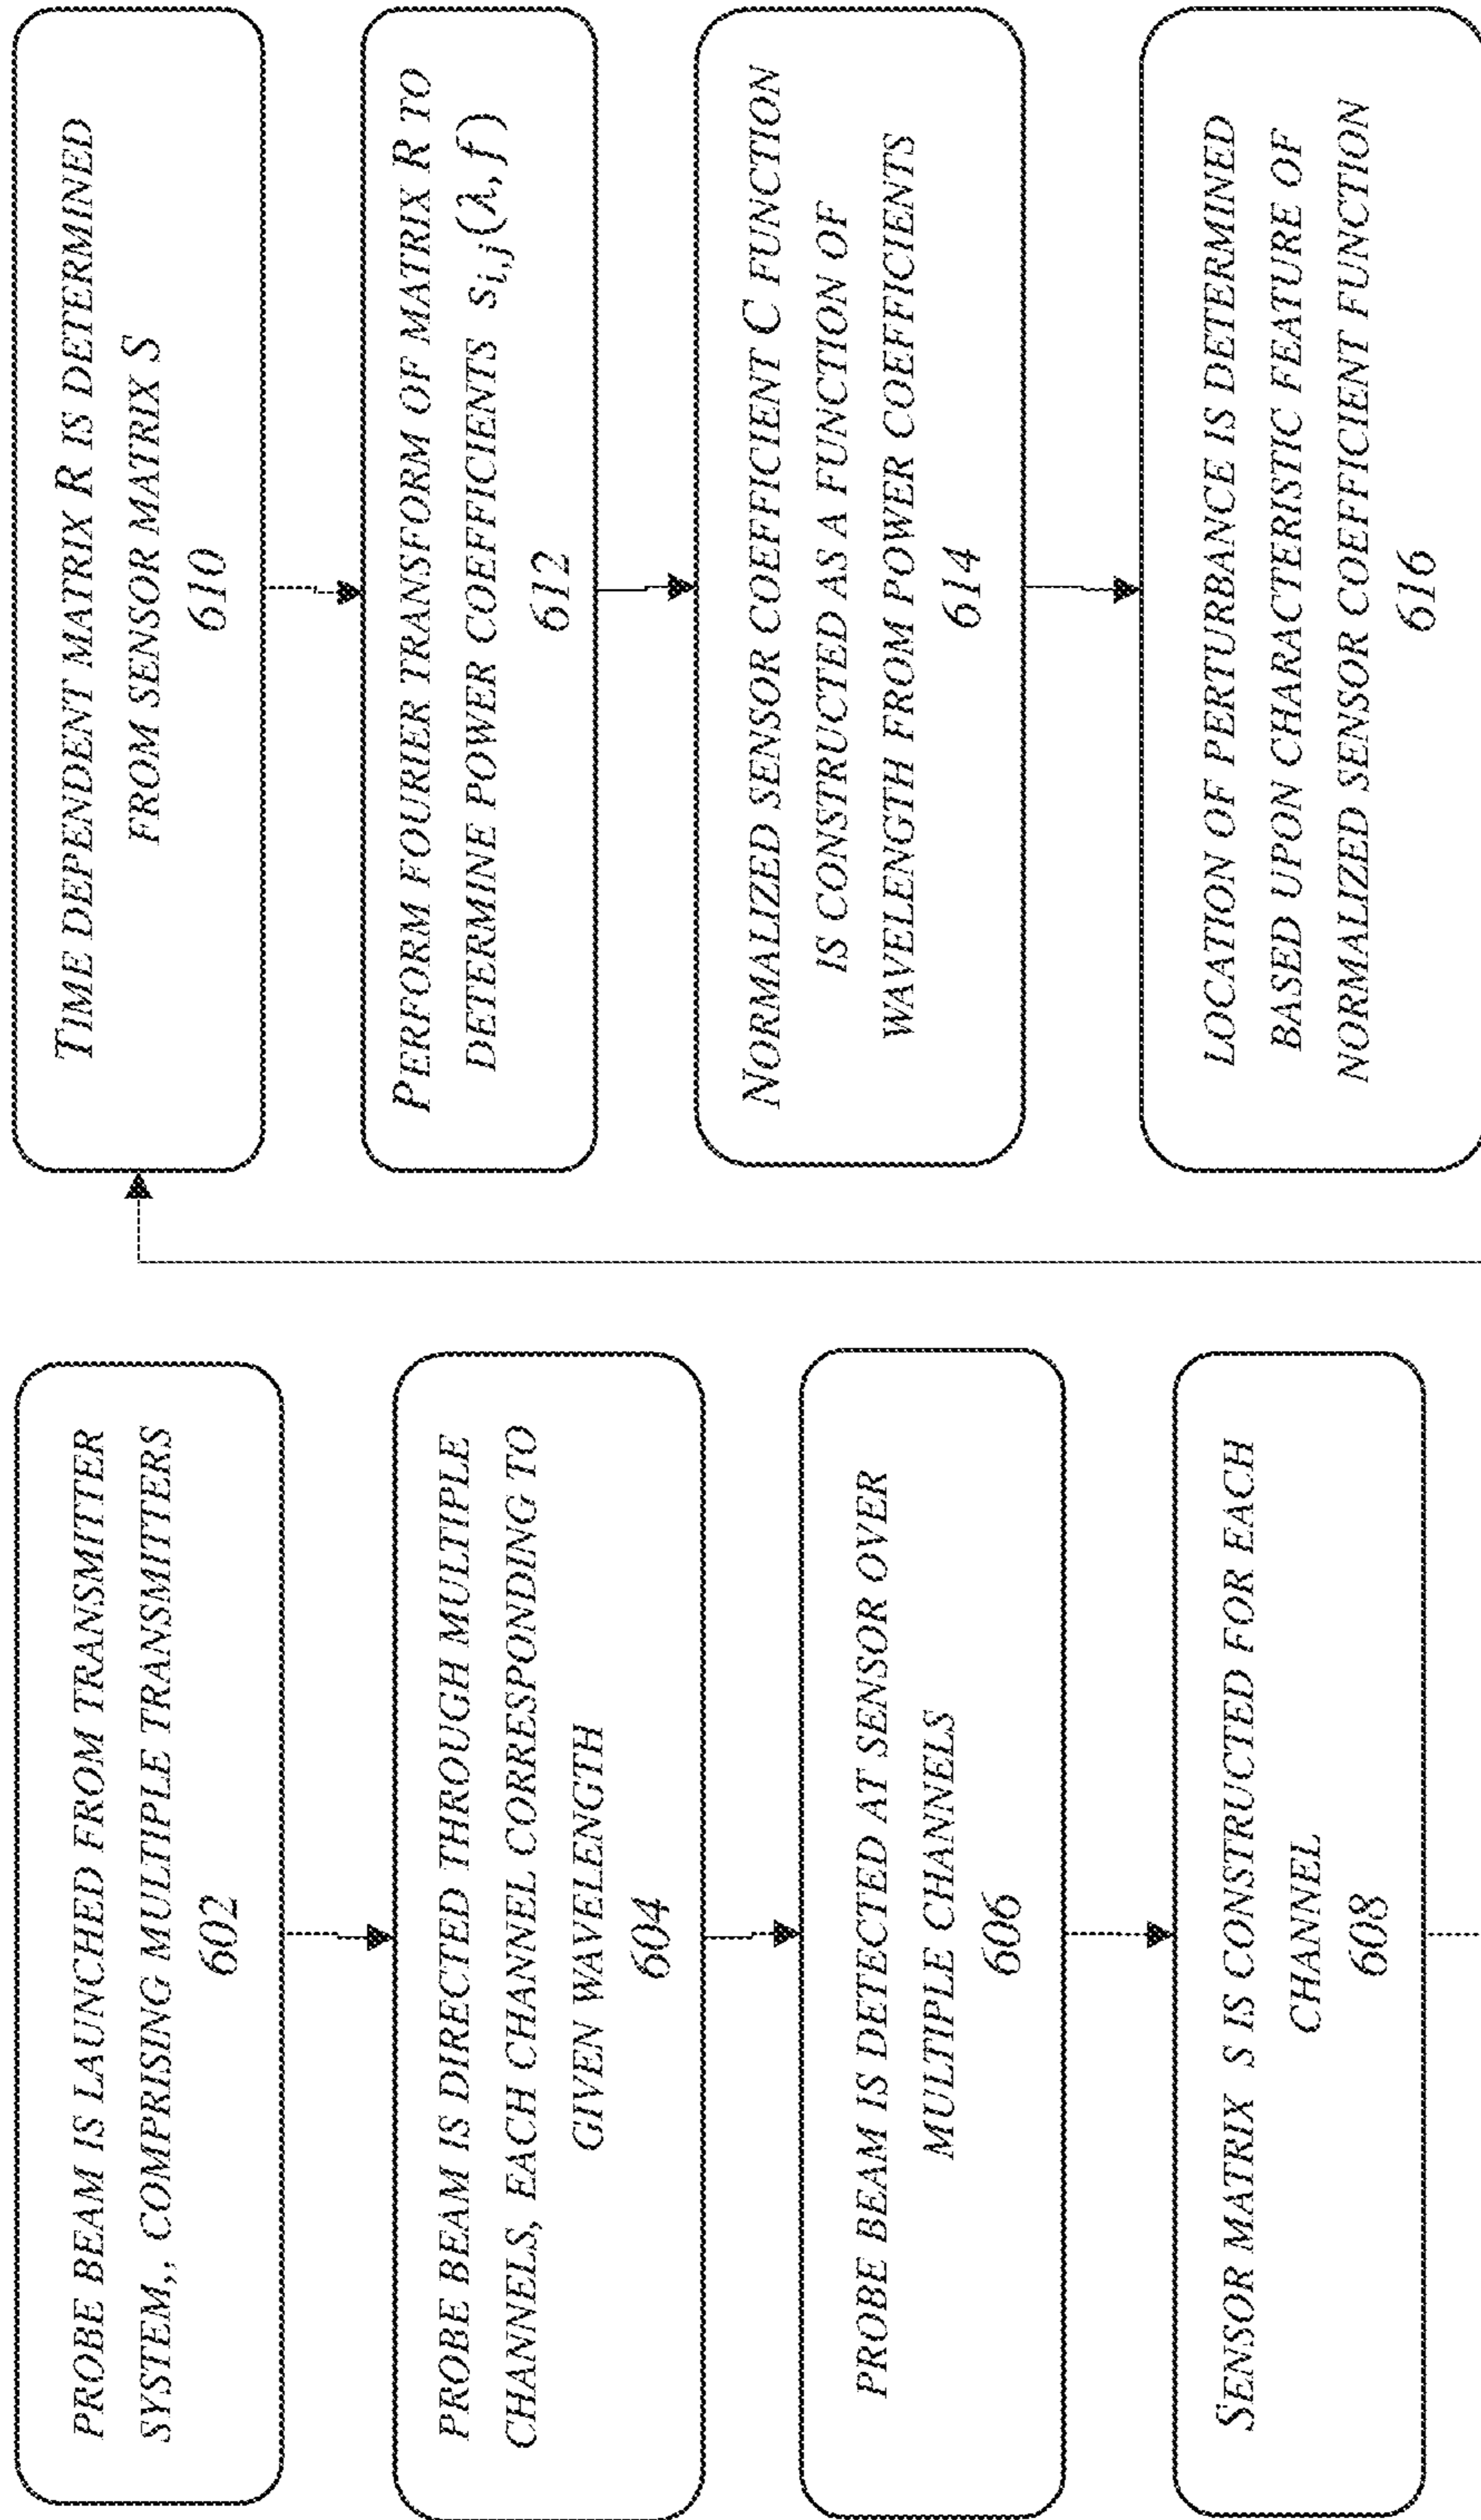 PROBE BEAM IS LAUNCHED FROM TRANSMITTER
SYSTEM,, COMPRISING MULTIPLE TRANSMITTERS
602
PROBE BEAM IS DIRECTED THROUGH MULTIPLE
CHANNELS, EACH CHANNEL CORRESPONDING TO
GIVEN WAVELENGTH
604
PROBE BEAM IS DETECTED AT SENSOR OVER
MULTIPLE CHANNELS
606
SENSOR MATRIX S IS CONSTRUCTED FOR EACH
CHANNEL
608
TIME DEPENDENT MATRIX R IS DETERMINED
FROM SENSOR MATRIX S
610
PERFORM FOURIER TRANSFORM OF MATRIX R TO
DETERMINE POWER COEFFICIENTS s_{i,j}(λ, f)
612
NORMALIZED SENSOR COEFFICIENT C FUNCTION
IS CONSTRUCTED AS A FUNCTION OF
WAVELENGTH FROM POWER COEFFICIENTS
614
LOCATION OF PERTURBANCE IS DETERMINED
BASED UPON CHARACTERISTIC FEATURE OF
NORMALIZED SENSOR COEFFICIENT FUNCTION
616